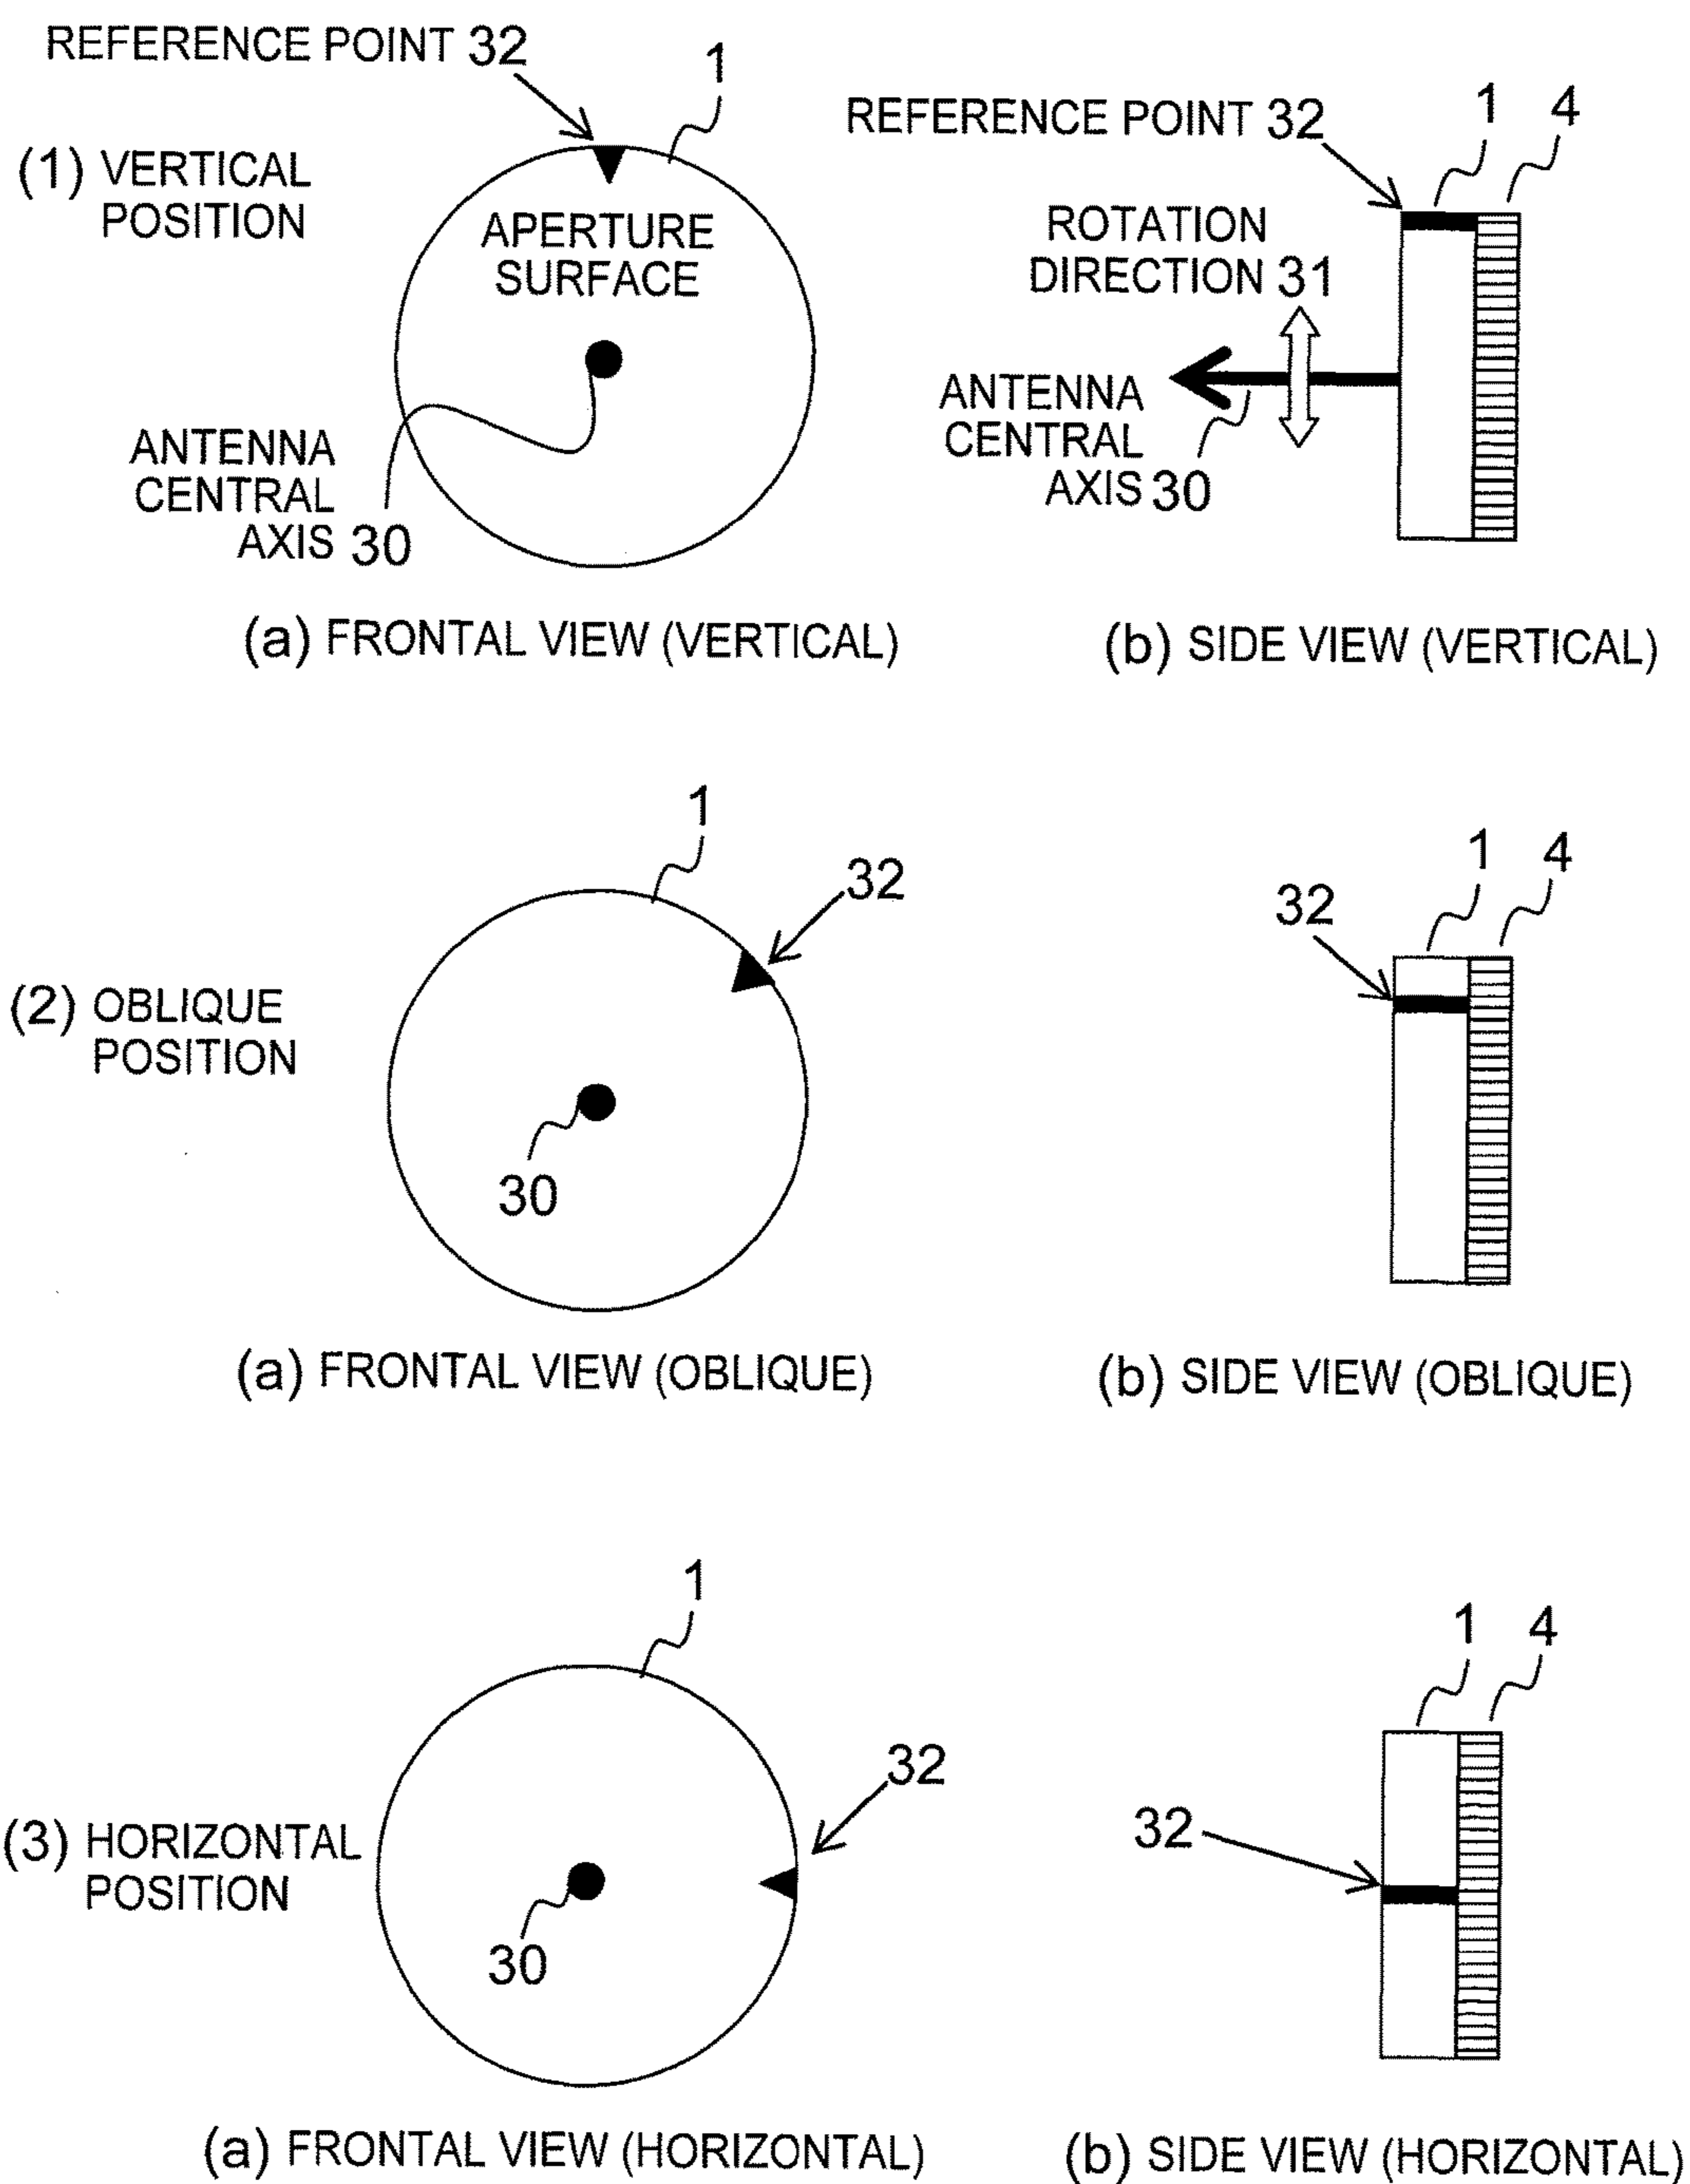 REFERENCE POINT 32
1
(1) VERTICAL
POSITION
APERTURE
SURFACE
ANTENNA
CENTRAL
AXIS 30
(a) FRONTAL VIEW (VERTICAL)
REFERENCE POINT 32
1
4
ROTATION
DIRECTION 31
ANTENNA
CENTRAL
AXIS 30
(b) SIDE VIEW (VERTICAL)
1
32
(2) OBLIQUE
POSITION
30
(a) FRONTAL VIEW (OBLIQUE)
1
4
32
(b) SIDE VIEW (OBLIQUE)
1
32
(3) HORIZONTAL
POSITION
30
(a) FRONTAL VIEW (HORIZONTAL)
1
4
32
(b) SIDE VIEW (HORIZONTAL)